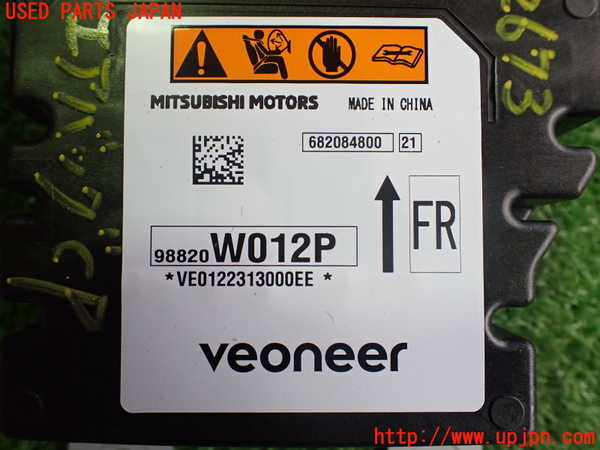 USED PARTS JAPAN
MITSUBISHI MOTORS
MADE IN CHINA
682084800 21
FR
98820 W012P
*VE0122313000EE *
veoneer
2673
http://www.upjpn.com